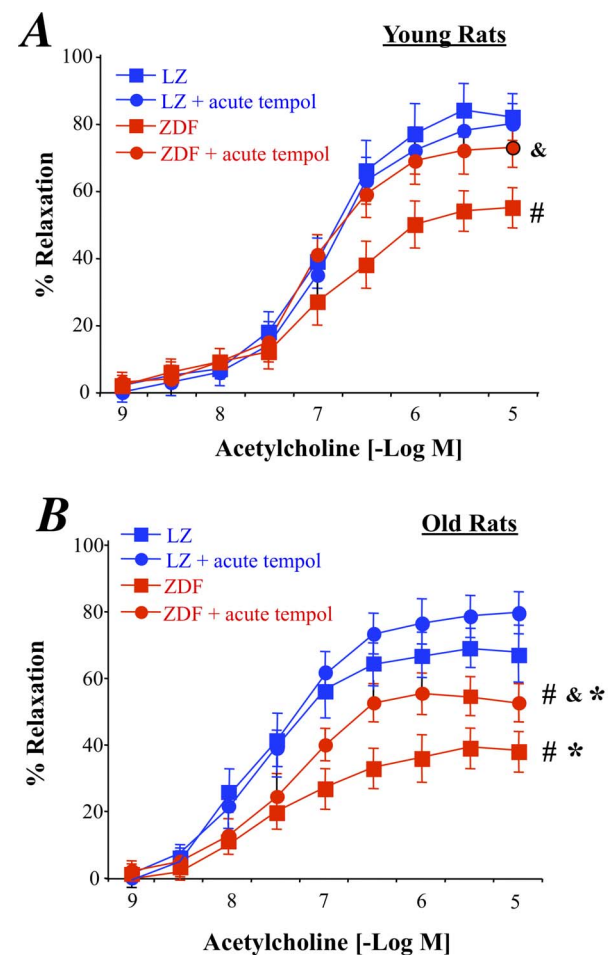 A
Young Rats
100
80
60
40
20
0
% Relaxation
LZ
LZ + acute tempol
ZDF
ZDF + acute tempol
&
#
9 8 7 6 5
Acetylcholine [-Log M]
B
Old Rats
100
80
60
40
20
0
% Relaxation
LZ
LZ + acute tempol
ZDF
ZDF + acute tempol
# & *
# *
9 8 7 6 5
Acetylcholine [-Log M]